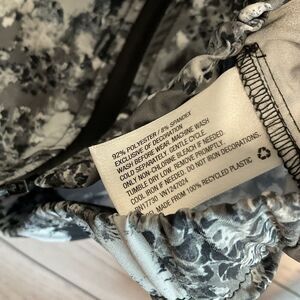 92% POLYESTER / 8% SPANDEX
EXCLUSIVE OF DECORATION
WASH BEFORE WEAR. MACHINE WASH
COLD SEPARATELY GENTLE CYCLE.
ONLY NON-CHLORINE BLEACH IF NEEDED.
TUMBLE DRY LOW. REMOVE PROMPTLY.
COOL IRON IF NEEDED. DO NOT IRON DECORATIONS.
RN17730 VN1247024
MADE FROM 100% RECYCLED PLASTIC